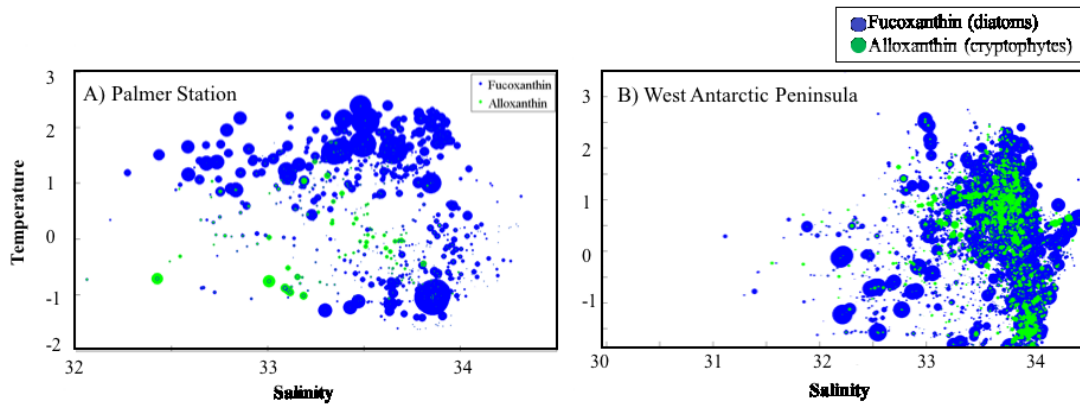 Fucoxanthin (diatoms)
Alloxanthin (cryptophytes)
A) Palmer Station
Fucoxanthin
Alloxanthin
Temperature
3
2
1
0
-1
-2
32
33
34
Salinity
B) West Antarctic Peninsula
3
2
1
0
-1
30
31
32
33
34
Salinity